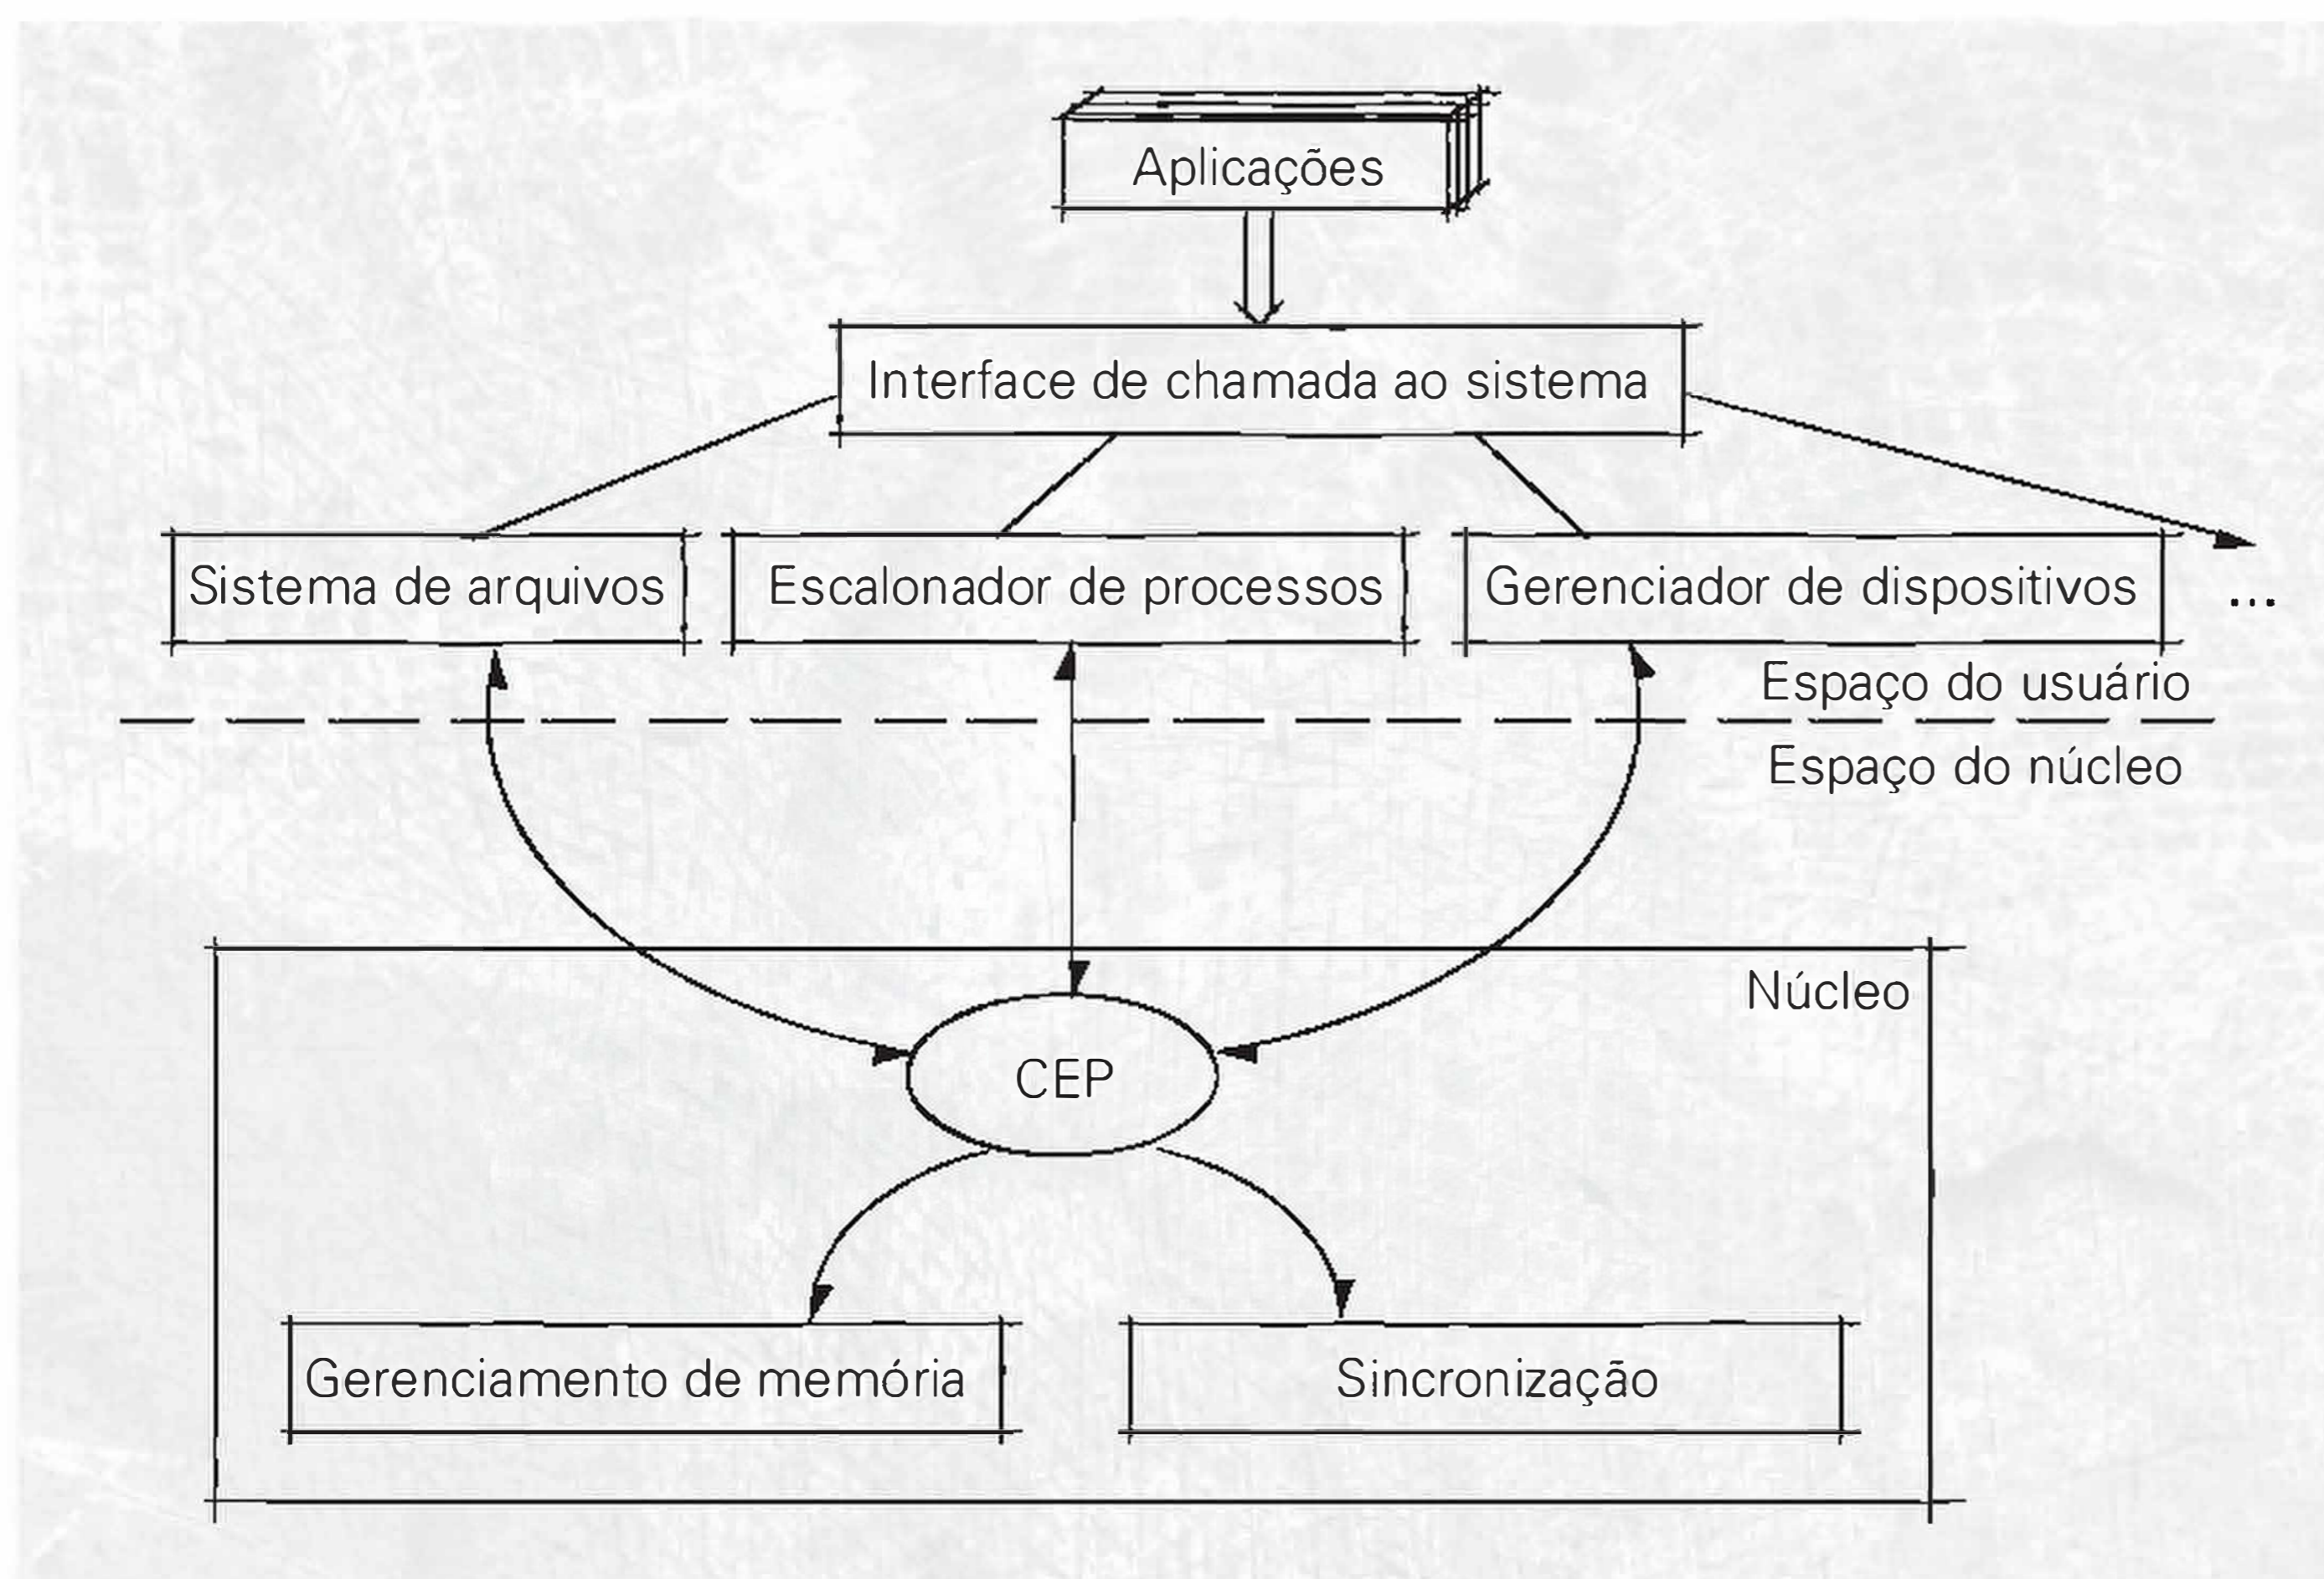 Aplicações
Interface de chamada ao sistema
Sistema de arquivos
Escalonador de processos
Gerenciador de dispositivos
...
Espaço do usuário
Espaço do núcleo
Núcleo
CEP
Gerenciamento de memória
Sincronização